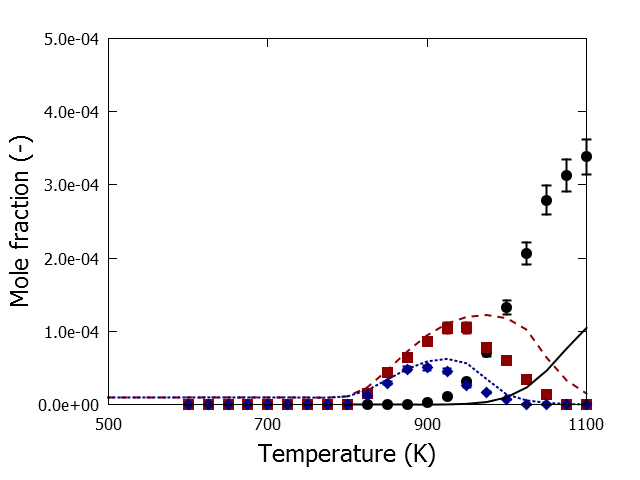 5.0e-04
4.0e-04
3.0e-04
2.0e-04
1.0e-04
0.0e+00
Mole fraction (-)
500 700 900 1100
Temperature (K)